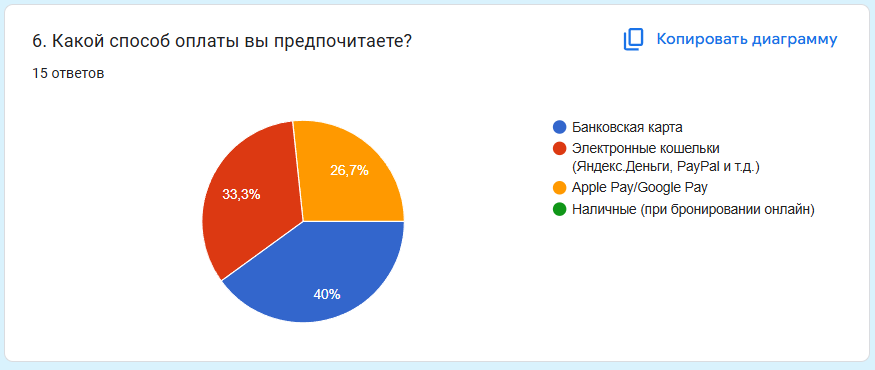 6. Какой способ оплаты вы предпочитаете?
Копировать диаграмму
15 ответов
26,7%
33,3%
40%
Банковская карта
Электронные кошельки
(Яндекс.Деньги, PayPal и т.д.)
Apple Pay/Google Pay
Наличные (при бронировании онлайн)